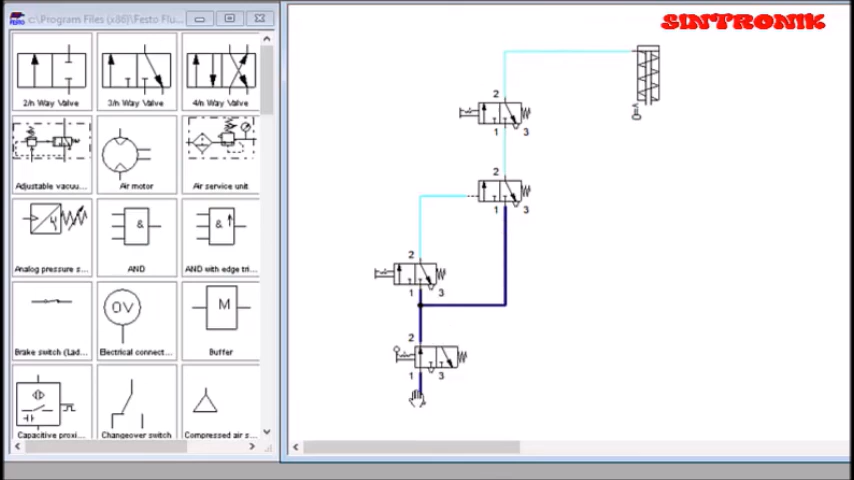 c:\Program Files (x86)\Festo Flu...
SINTRONIK
2/n Way Valve
3/n Way Valve
4/n Way Valve
Adjustable vacuu...
Air motor
Air service unit
Analog pressure s...
&
AND
&
AND with edge tri...
Brake switch (Lad...
0V
Electrical connect...
M
Buffer
Capacitive proxi...
Changeover switch
Compressed air s...
2
1
3
2
1
3
2
1
3
2
1
3